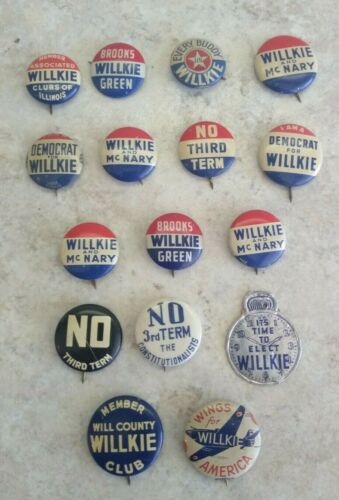 MEMBER
ASSOCIATED
WILLKIE
CLUBS OF
ILLINOIS
BROOKS
WILLKIE
GREEN
EVERY BUDDY
FOR
WILLKIE
WILLKIE
AND
McNARY
DEMOCRAT
FOR
WILLKIE
WILLKIE
AND
McNARY
NO
THIRD
TERM
I AM A
DEMOCRAT
FOR
WILLKIE
WILLKIE
AND
McNARY
BROOKS
WILLKIE
GREEN
WILLKIE
AND
McNARY
NO
THIRD TERM
NO
3rd TERM
THE
CONSTITUTIONALISTS
ITS
TIME
TO
ELECT
WILLKIE
MEMBER
WILL COUNTY
WILLKIE
CLUB
WINGS for
WILLKIE
AMERICA